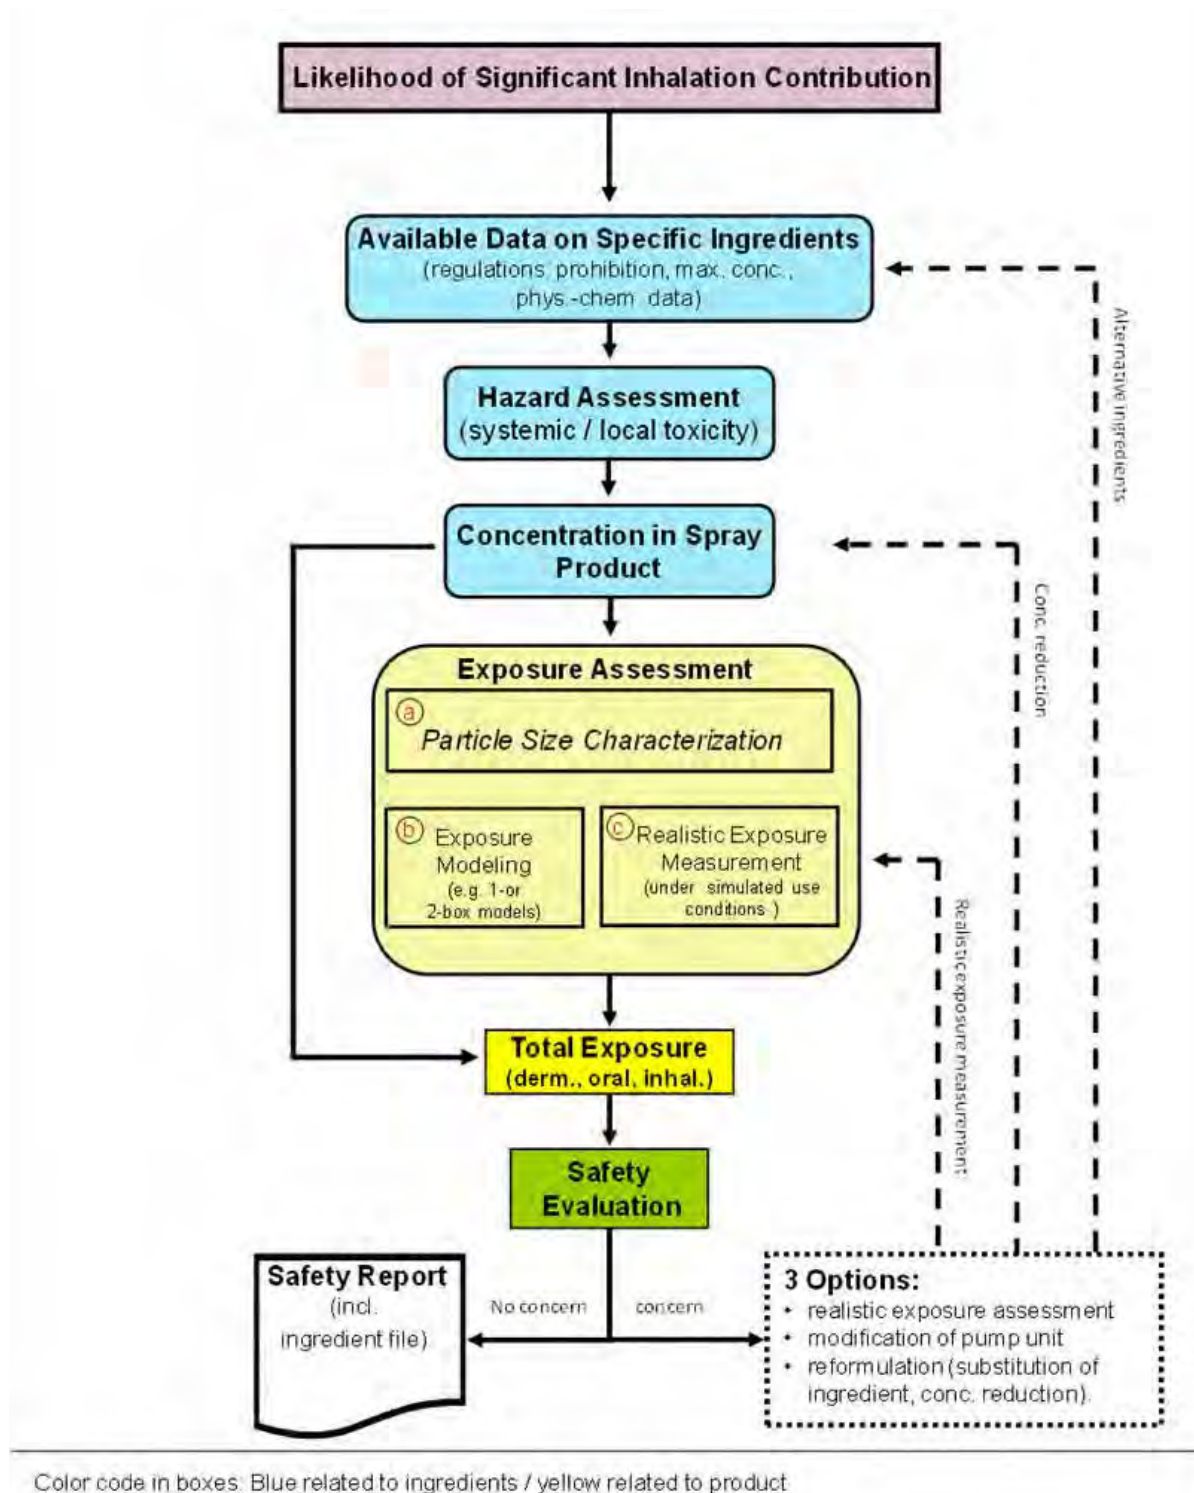 Likelihood of Significant Inhalation Contribution
Available Data on Specific Ingredients
(regulations prohibition, max. conc.,
phys.-chem data)
Alternative ingredients
Hazard Assessment
(systemic / local toxicity)
Concentration in Spray
Product
Conc. reduction
Exposure Assessment
a
Particle Size Characterization
b
Exposure
Modeling
(e.g. 1-or
2-box models)
c
Realistic Exposure
Measurement
(under simulated use
conditions )
Realistic exposure measurement
Total Exposure
(derm., oral, inhal.)
Safety
Evaluation
Safety Report
(incl.
ingredient file)
No concern
concern
3 Options:
• realistic exposure assessment
• modification of pump unit
• reformulation (substitution of
ingredient, conc. reduction).
Color code in boxes: Blue related to ingredients / yellow related to product